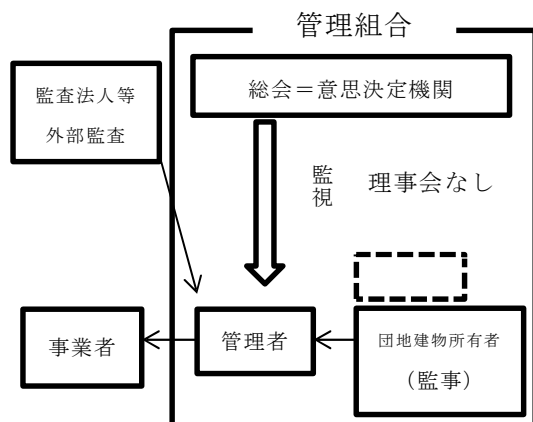 管理組合
監査法人等
外部監査
総会＝意思決定機関
監視
理事会なし
事業者
管理者
団地建物所有者
（監事）